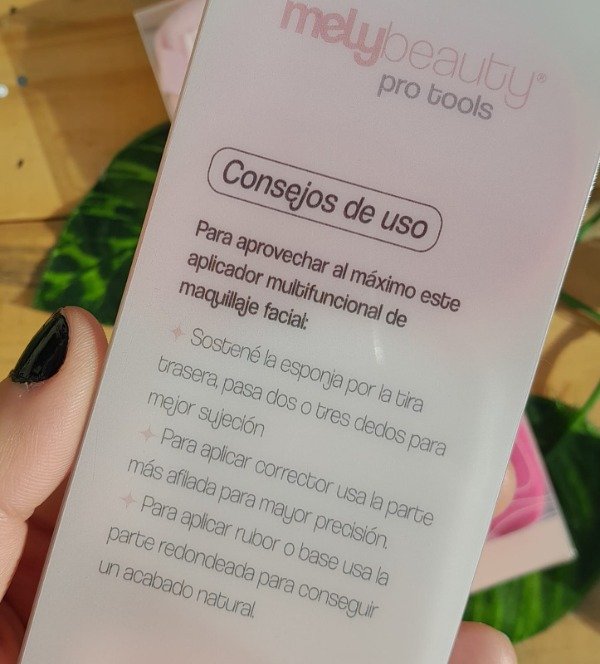 melybeauty®
pro tools
Consejos de uso
Para aprovechar al máximo este
aplicador multifuncional de
maquillaje facial:
Sostené la esponja por la tira
trasera, pasa dos o tres dedos para
mejor sujeción
Para aplicar corrector usa la parte
más afilada para mayor precisión.
Para aplicar rubor o base usa la
parte redondeada para conseguir
un acabado natural.